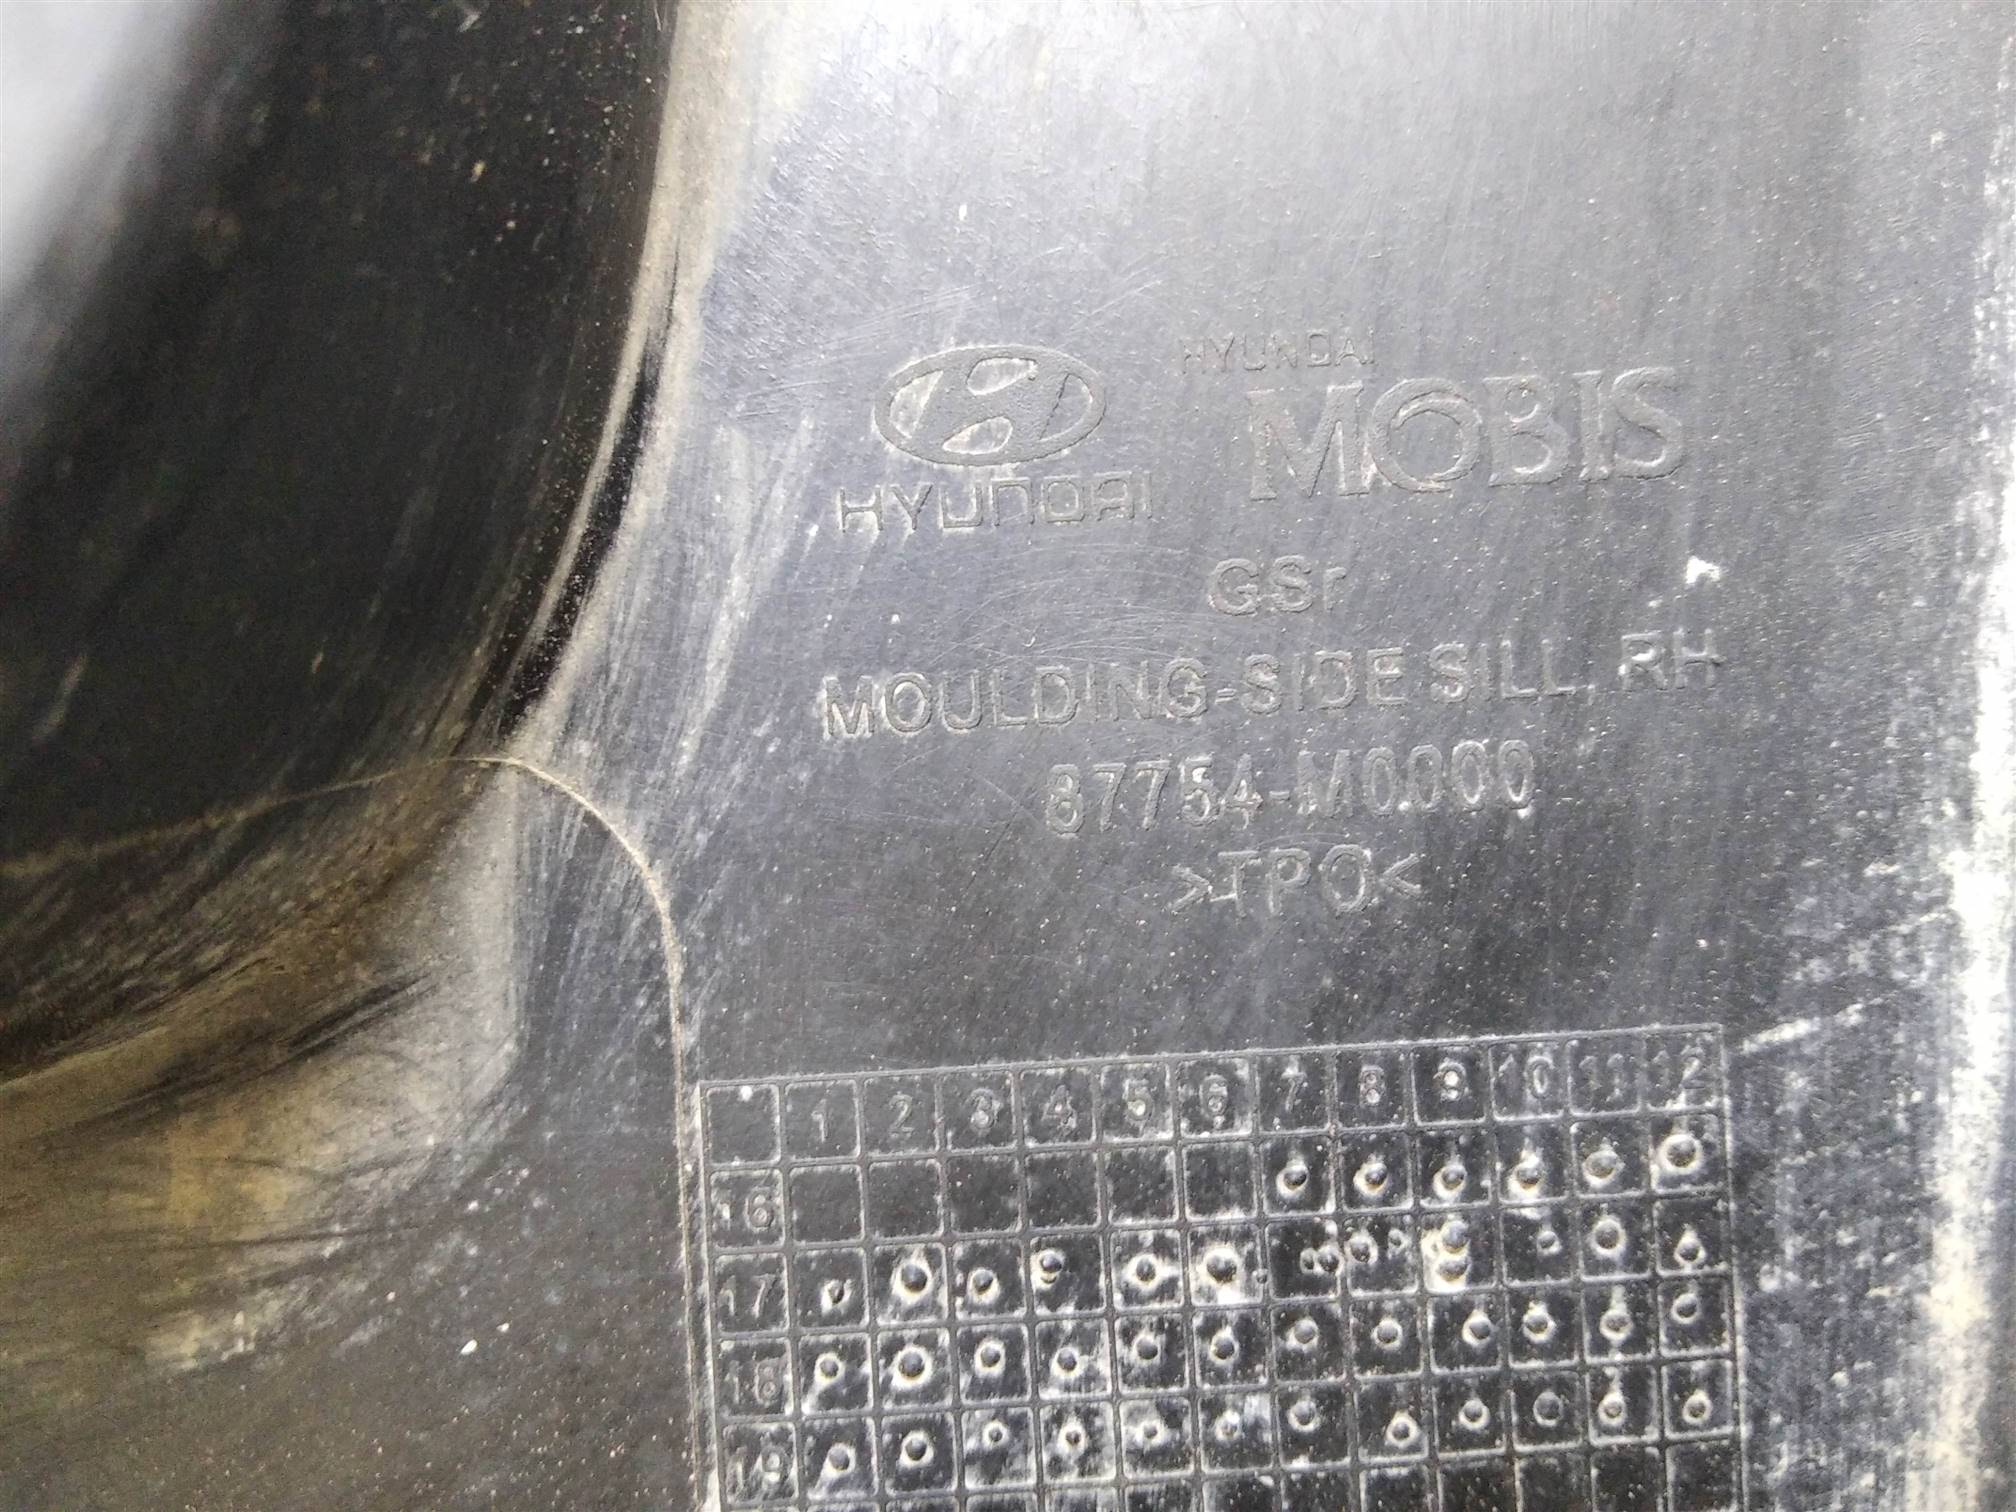 HYUNDAI
HYUNDAI
MOBIS
GSr
MOULDING-SIDE SILL, RH
87754-M0000
>TPO<
1 2 3 4 5 6 7 8 9 10 11 12
16
17
18
19